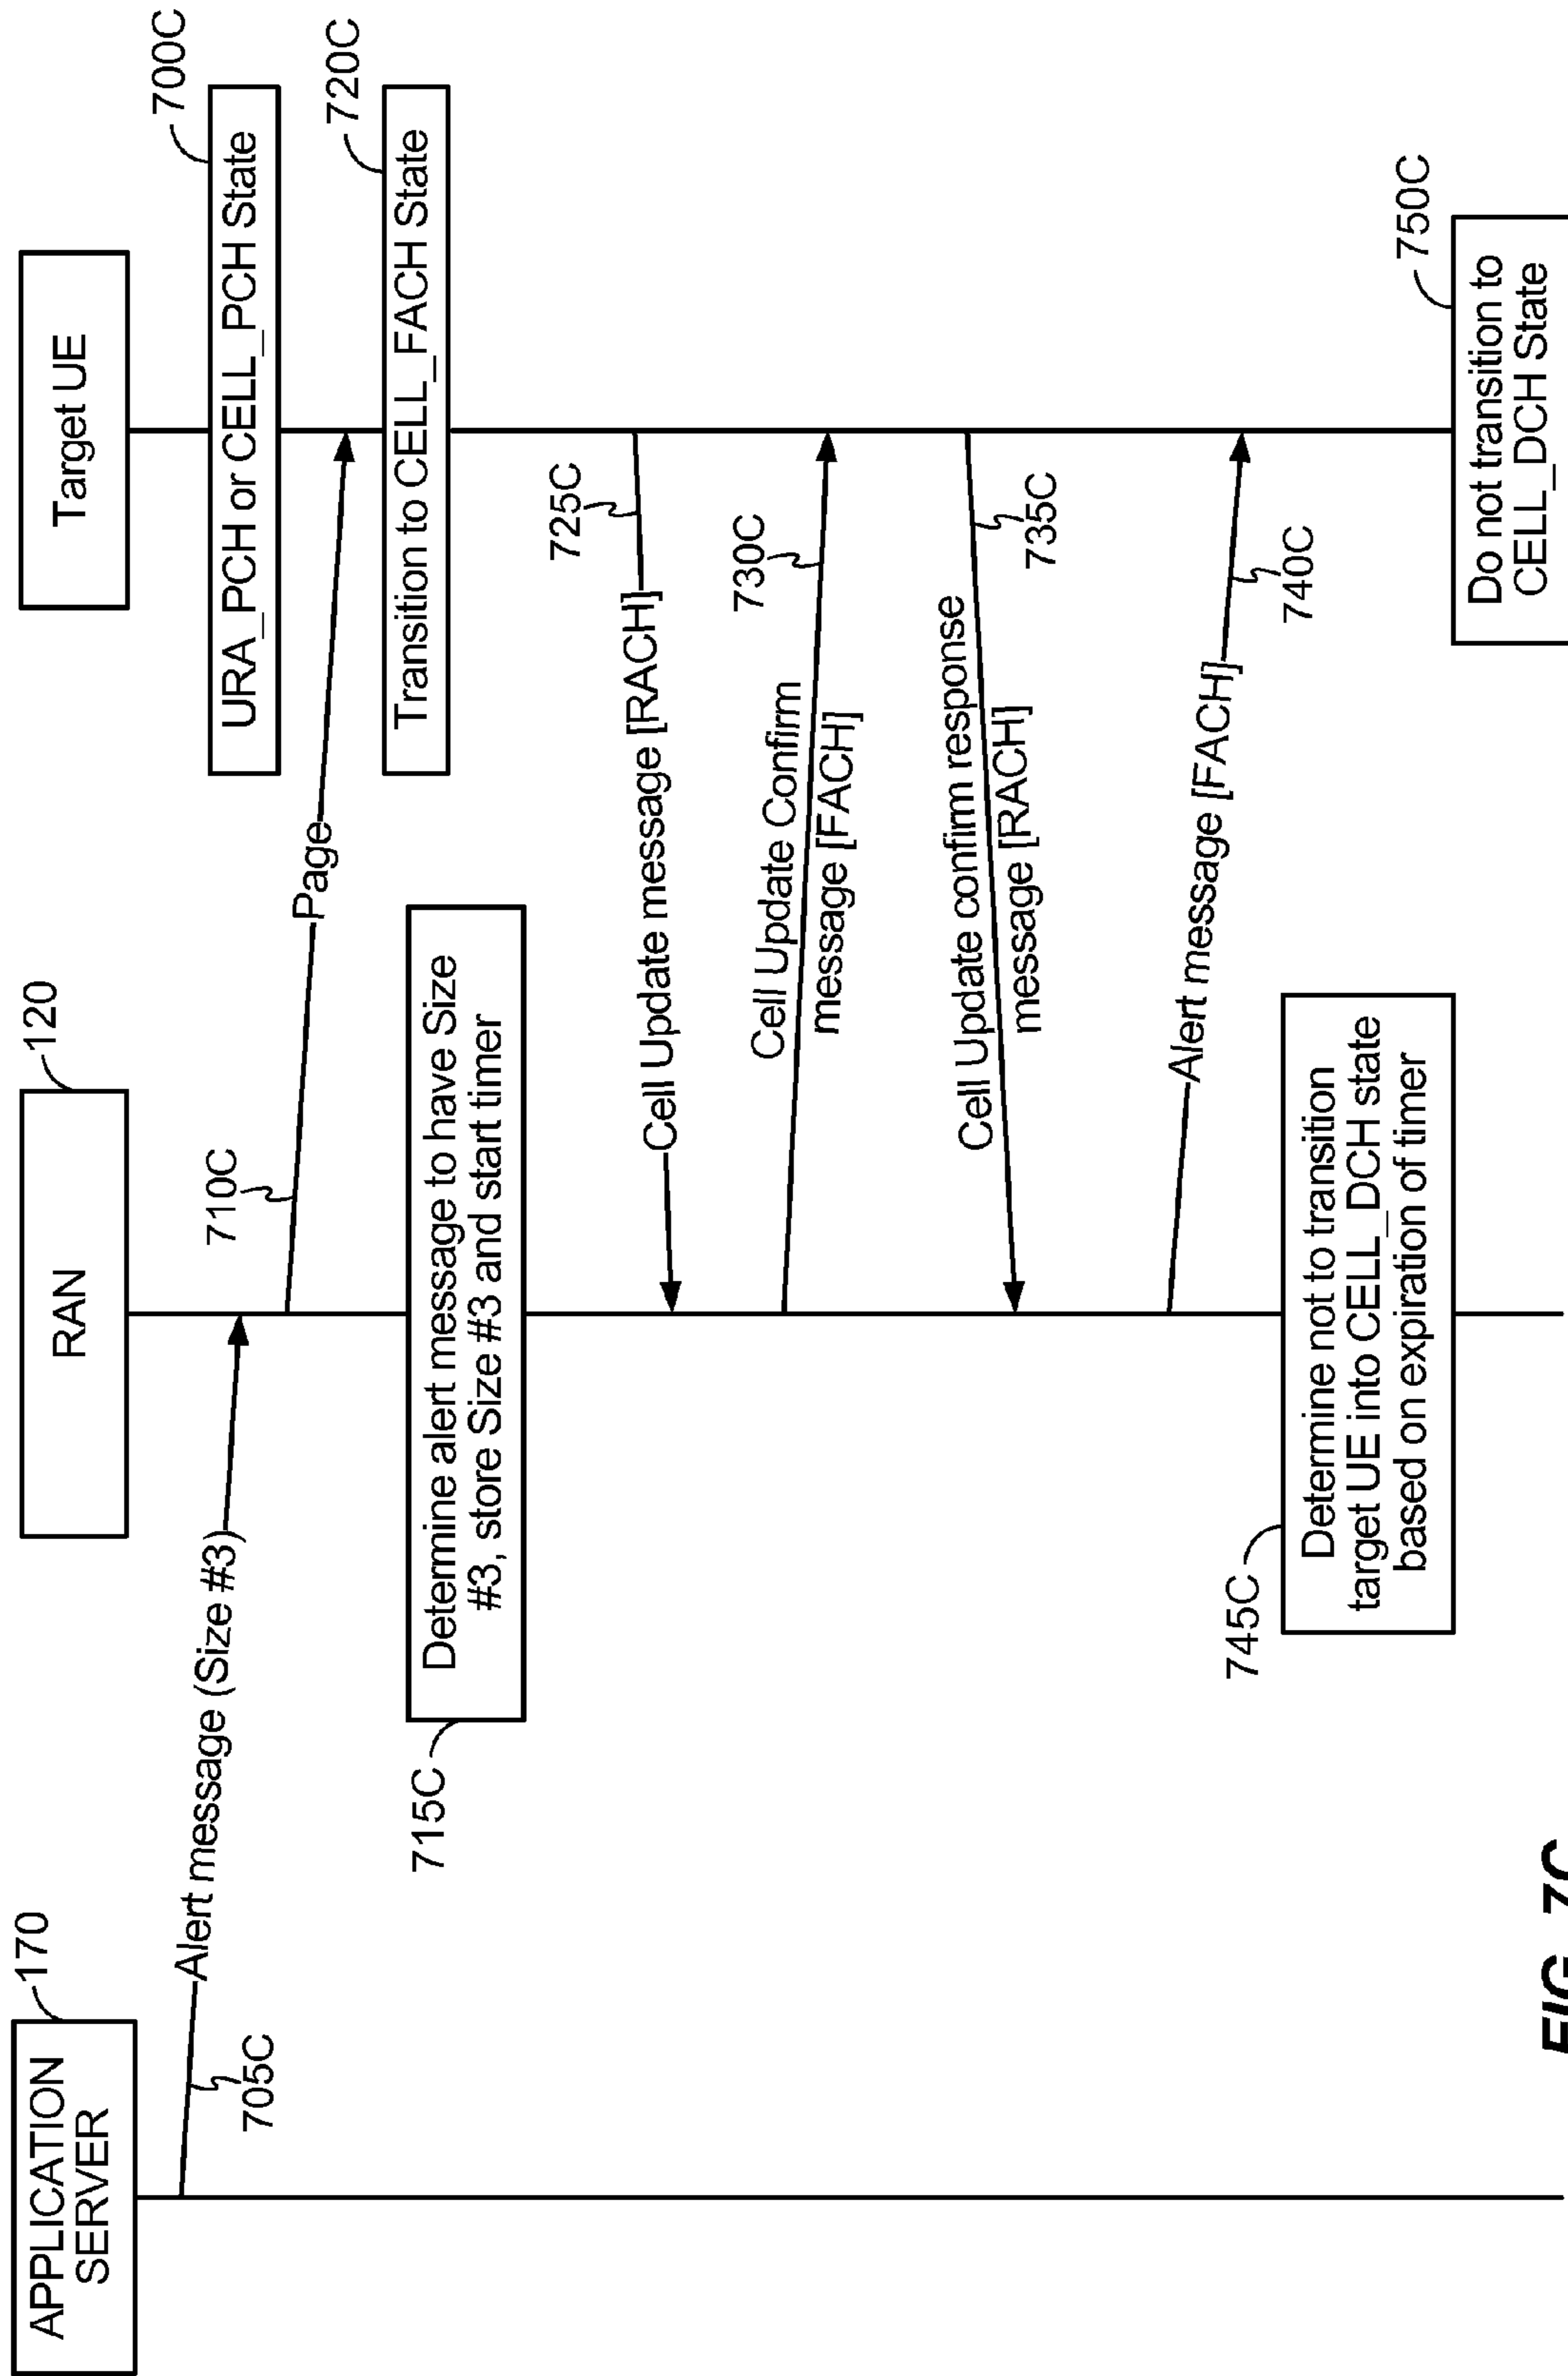 APPLICATION
SERVER
170
RAN
120
Target UE
URA_PCH or CELL_PCH State
700C
Alert message (Size #3)
705C
710C
Page
Transition to CELL_FACH State
720C
Determine alert message to have Size
#3, store Size #3 and start timer
715C
Cell Update message [RACH]
725C
Cell Update Confirm
message [FACH]
730C
Cell Update confirm response
message [RACH]
735C
Alert message [FACH]
740C
Determine not to transition
target UE into CELL_DCH state
based on expiration of timer
745C
Do not transition to
CELL_DCH State
750C
FIG. 7C